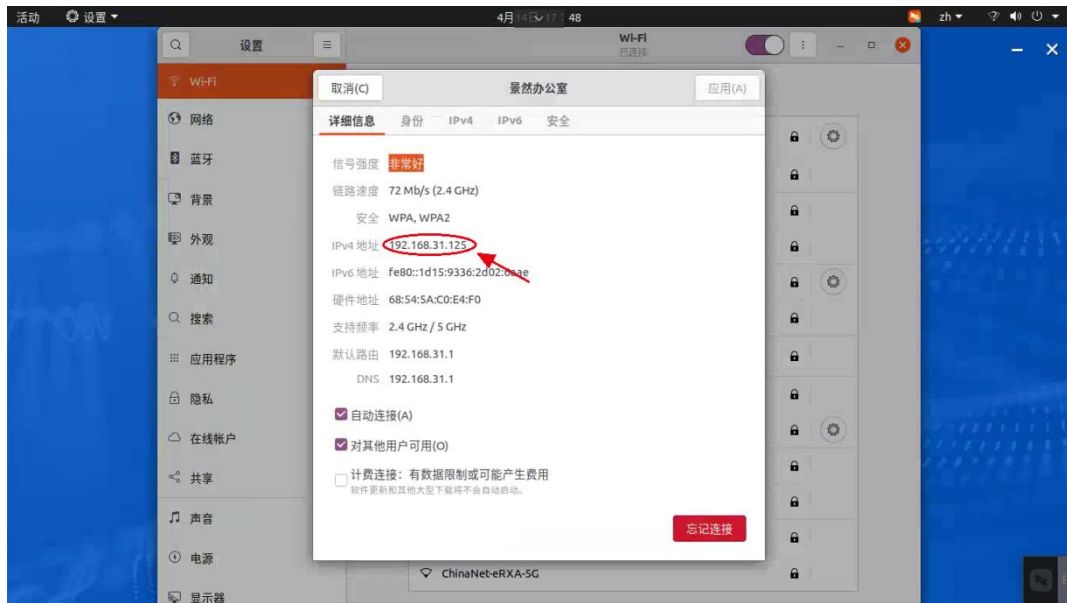 活动 设置 4月14日 17:48 zh
设置 Wi-Fi
已连接
Wi-Fi
网络
蓝牙
背景
外观
通知
搜索
应用程序
隐私
在线帐户
共享
声音
电源
显示器
取消(C) 景然办公室 应用(A)
详细信息 身份 IPv4 IPv6 安全
信号强度 非常好
链路速度 72 Mb/s (2.4 GHz)
安全 WPA, WPA2
IPv4 地址 192.168.31.125
IPv6 地址 fe80::1d15:9336:2d02:
硬件地址 68:54:5A:C0:E4:F0
支持频率 2.4 GHz / 5 GHz
默认路由 192.168.31.1
DNS 192.168.31.1
自动连接(A)
对其他用户可用(O)
计费连接：有数据限制或可能产生费用
软件更新和其他大型下载将不会自动启动。
忘记连接
ChinaNet-eRXA-5G